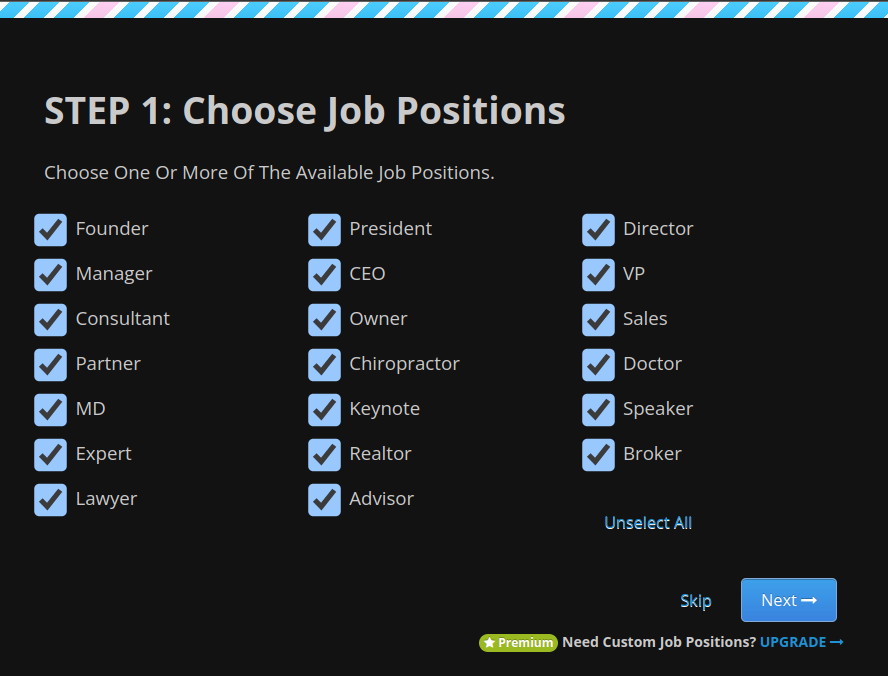 STEP 1: Choose Job Positions
Choose One Or More Of The Available Job Positions.
Founder President Director
Manager CEO VP
Consultant Owner Sales
Partner Chiropractor Doctor
MD Keynote Speaker
Expert Realtor Broker
Lawyer Advisor
Unselect All
Skip Next
Premium Need Custom Job Positions? UPGRADE